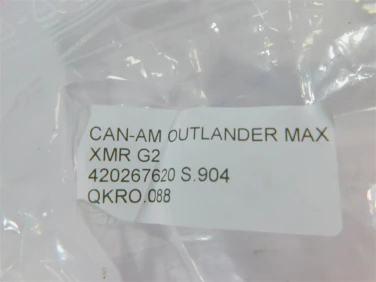 CAN-AM OUTLANDER MAX
XMR G2
420267620 S.904
QKRO.088